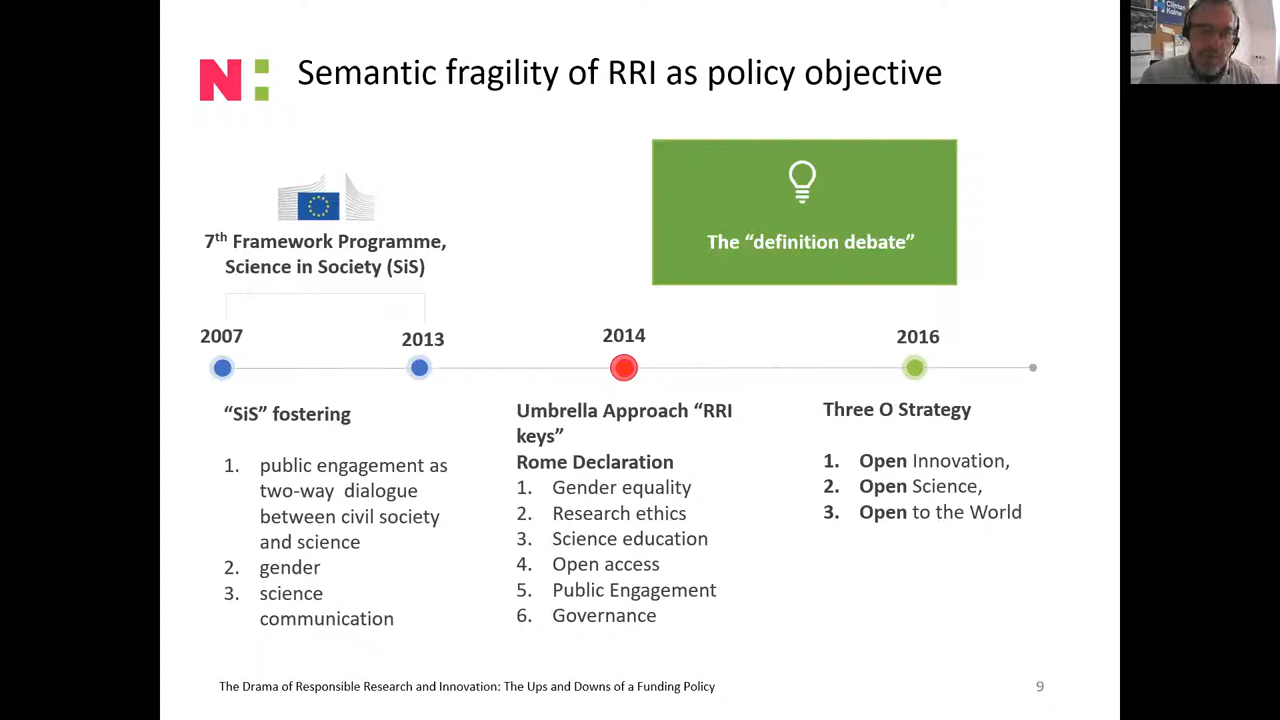 Semantic fragility of RRI as policy objective
N:
Clinton
Kaine
7th Framework Programme,
Science in Society (SiS)
The “definition debate”
2007
2013
2014
2016
“SiS” fostering
1. public engagement as
two-way dialogue
between civil society
and science
2. gender
3. science
communication
Umbrella Approach “RRI
keys”
Rome Declaration
1. Gender equality
2. Research ethics
3. Science education
4. Open access
5. Public Engagement
6. Governance
Three O Strategy
1. Open Innovation,
2. Open Science,
3. Open to the World
The Drama of Responsible Research and Innovation: The Ups and Downs of a Funding Policy
9